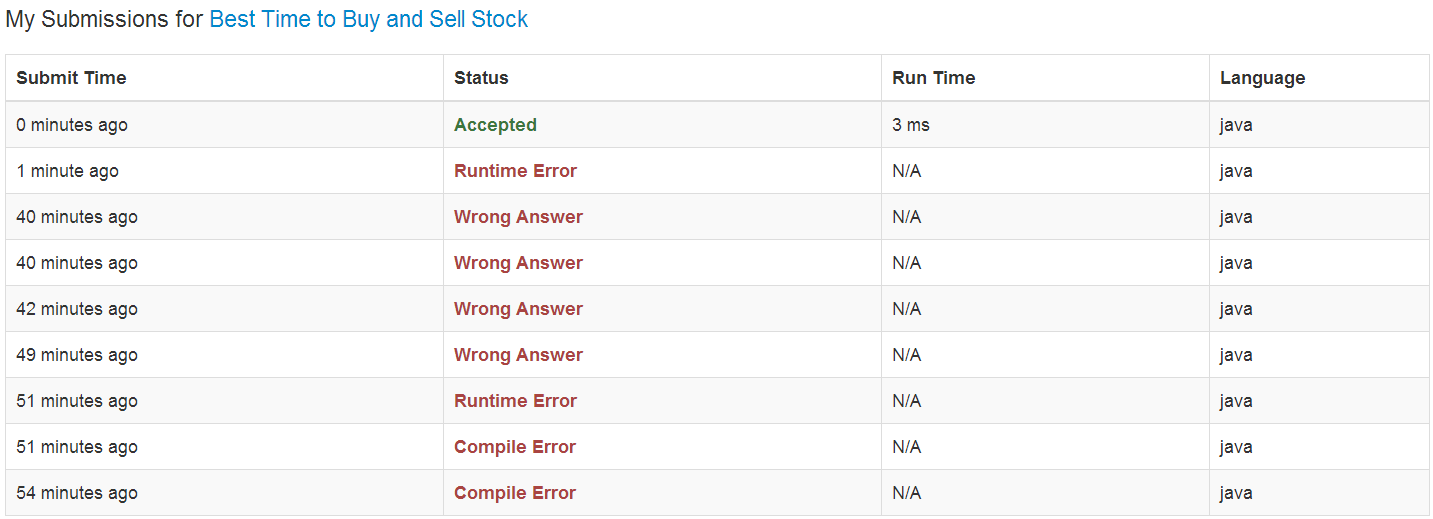 My Submissions for Best Time to Buy and Sell Stock
Submit Time Status Run Time Language
0 minutes ago Accepted 3 ms java
1 minute ago Runtime Error N/A java
40 minutes ago Wrong Answer N/A java
40 minutes ago Wrong Answer N/A java
42 minutes ago Wrong Answer N/A java
49 minutes ago Wrong Answer N/A java
51 minutes ago Runtime Error N/A java
51 minutes ago Compile Error N/A java
54 minutes ago Compile Error N/A java